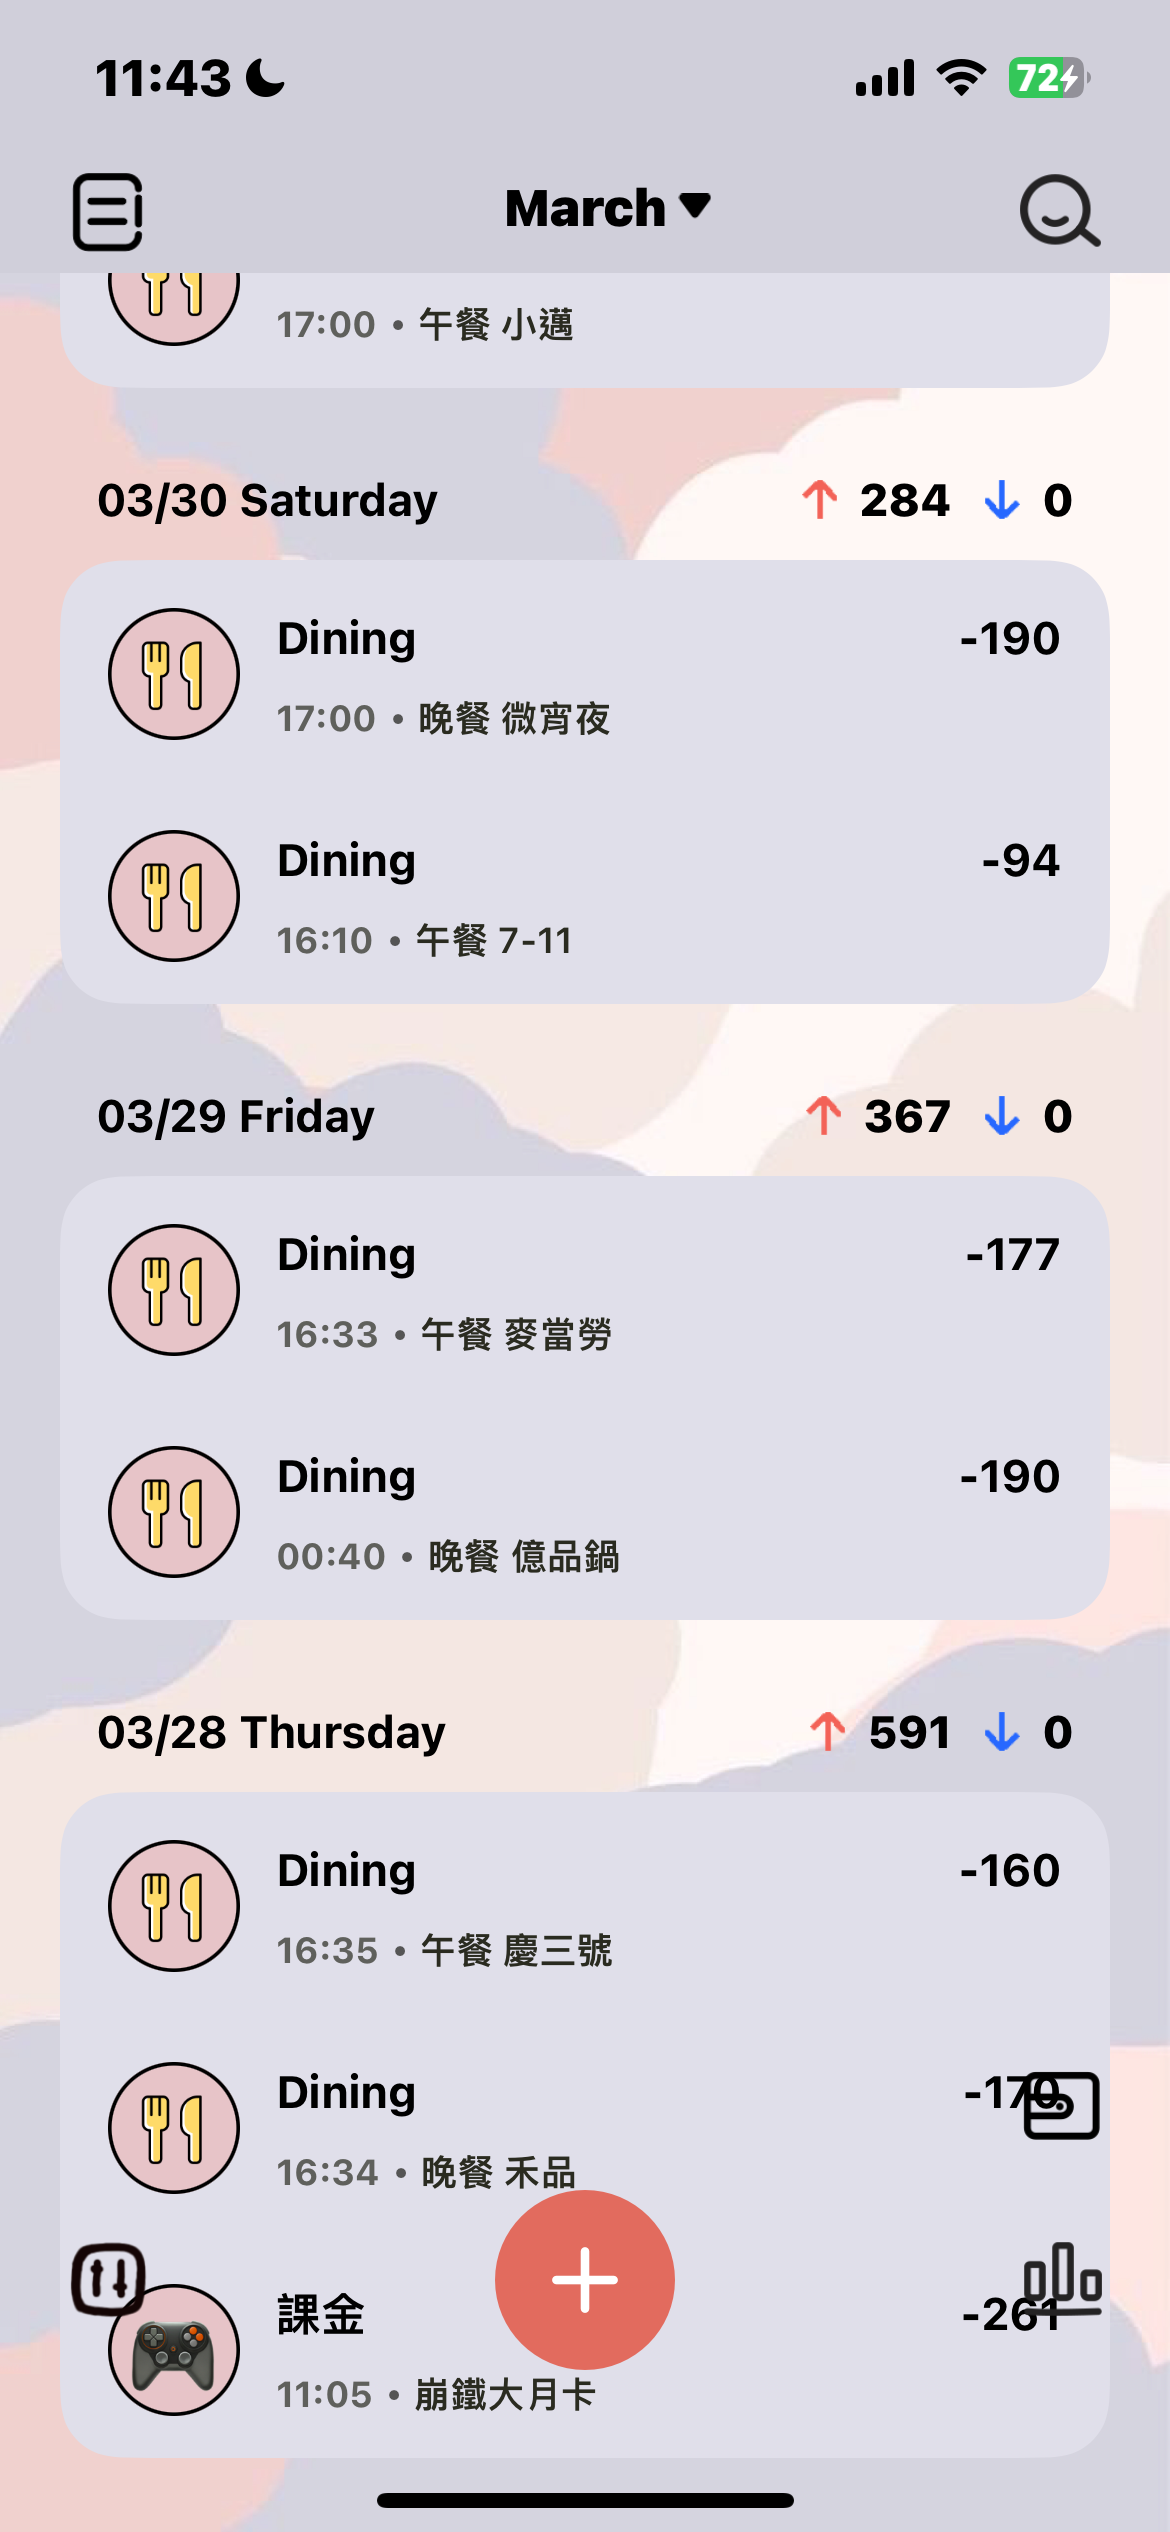 11:43
72
March
17:00 • 午餐 小邁
03/30 Saturday 284 0
Dining -190
17:00 • 晚餐 微宵夜
Dining -94
16:10 • 午餐 7-11
03/29 Friday 367 0
Dining -177
16:33 • 午餐 麥當勞
Dining -190
00:40 • 晚餐 億品鍋
03/28 Thursday 591 0
Dining -160
16:35 • 午餐 慶三號
Dining -170
16:34 • 晚餐 禾品
課金 -261
11:05 • 崩鐵大月卡